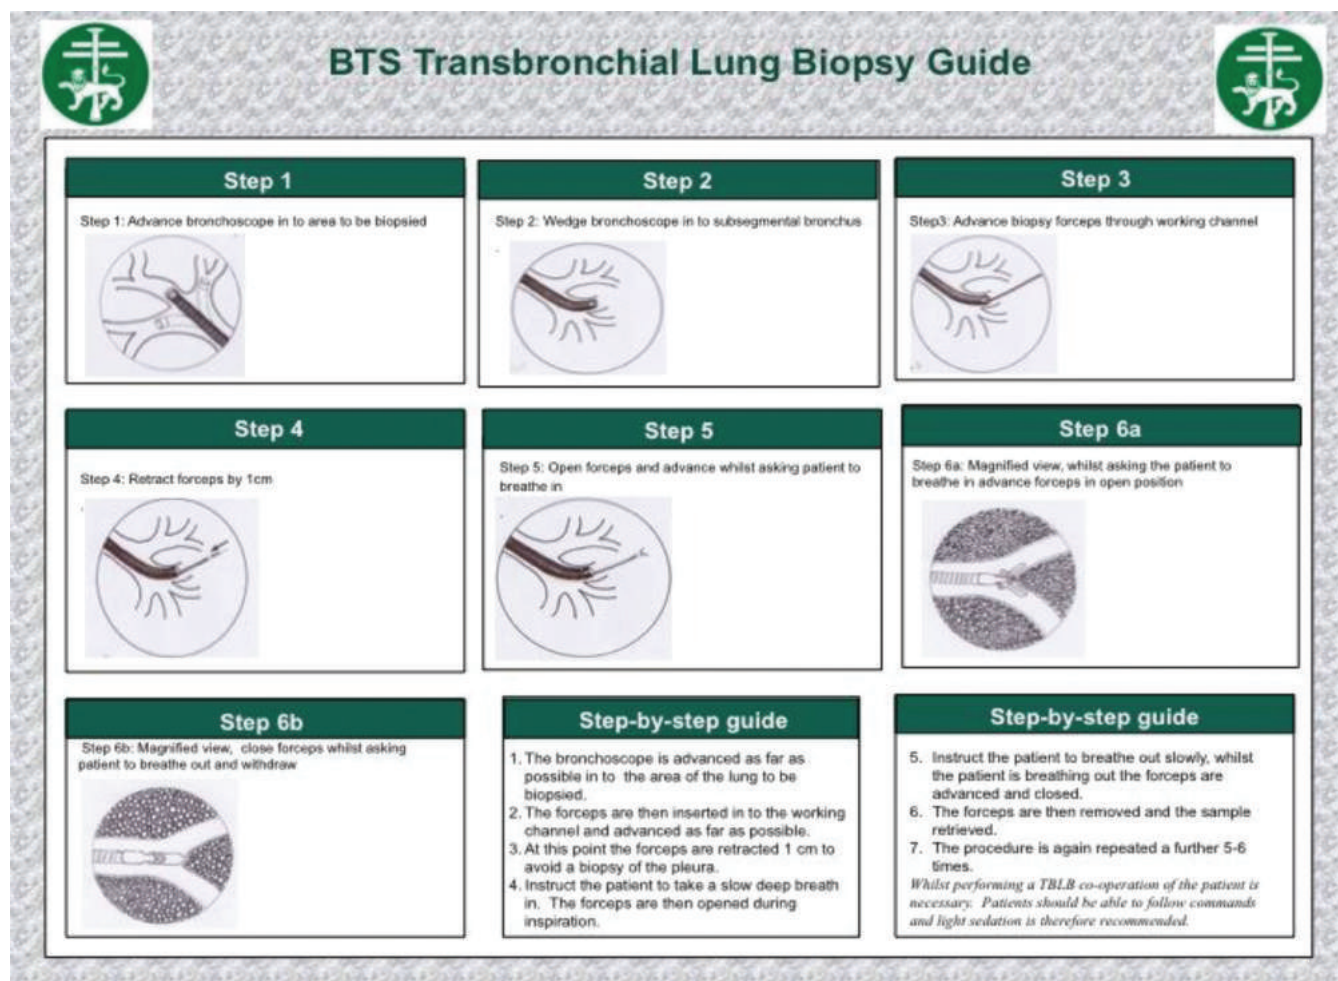 BTS Transbronchial Lung Biopsy Guide
Step 1
Step 1: Advance bronchoscope in to area to be biopsied
Step 2
Step 2: Wedge bronchoscope in to subsegmental bronchus
Step 3
Step3: Advance biopsy forceps through working channel
Step 4
Step 4: Retract forceps by 1cm
Step 5
Step 5: Open forceps and advance whilst asking patient to
breathe in
Step 6a
Step 6a: Magnified view, whilst asking the patient to
breathe in advance forceps in open position
Step 6b
Step 6b: Magnified view, close forceps whilst asking
patient to breathe out and withdraw
Step-by-step guide
1. The bronchoscope is advanced as far as
possible in to the area of the lung to be
biopsied.
2. The forceps are then inserted in to the working
channel and advanced as far as possible.
3. At this point the forceps are retracted 1 cm to
avoid a biopsy of the pleura.
4. Instruct the patient to take a slow deep breath
in. The forceps are then opened during
inspiration.
Step-by-step guide
5. Instruct the patient to breathe out slowly, whilst
the patient is breathing out the forceps are
advanced and closed.
6. The forceps are then removed and the sample
retrieved.
7. The procedure is again repeated a further 5-6
times.
Whilst performing a TBLB co-operation of the patient is
necessary. Patients should be able to follow commands
and light sedation is therefore recommended.